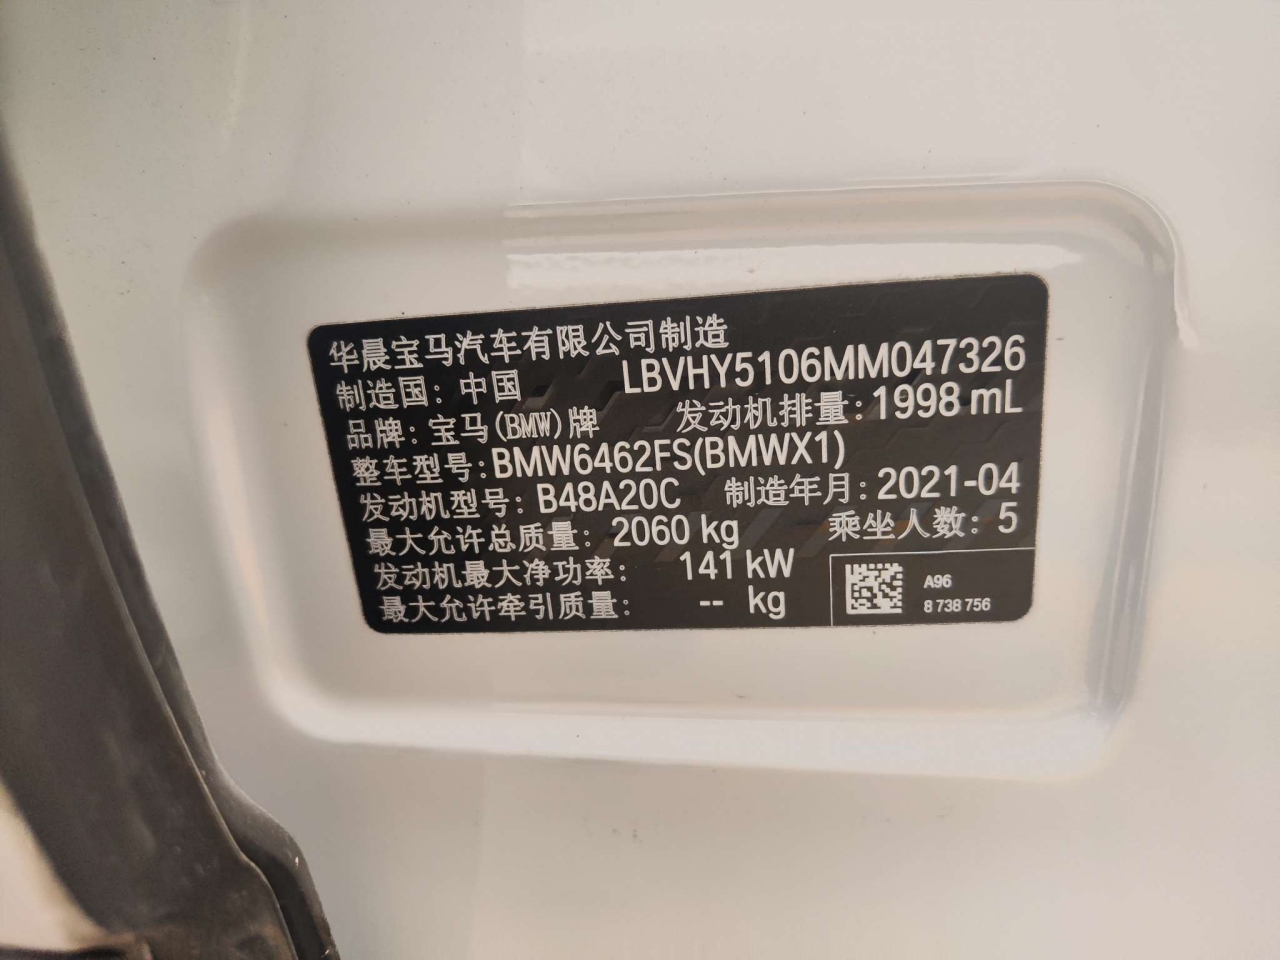 华晨宝马汽车有限公司制造
制造国: 中国 LBVHY5106MM047326
品牌: 宝马(BMW)牌 发动机排量: 1998 mL
整车型号: BMW6462FS(BMWX1)
发动机型号: B48A20C 制造年月: 2021-04
最大允许总质量: 2060 kg 乘坐人数: 5
发动机最大净功率: 141 kW
最大允许牵引质量: -- kg
A96
8 738 756